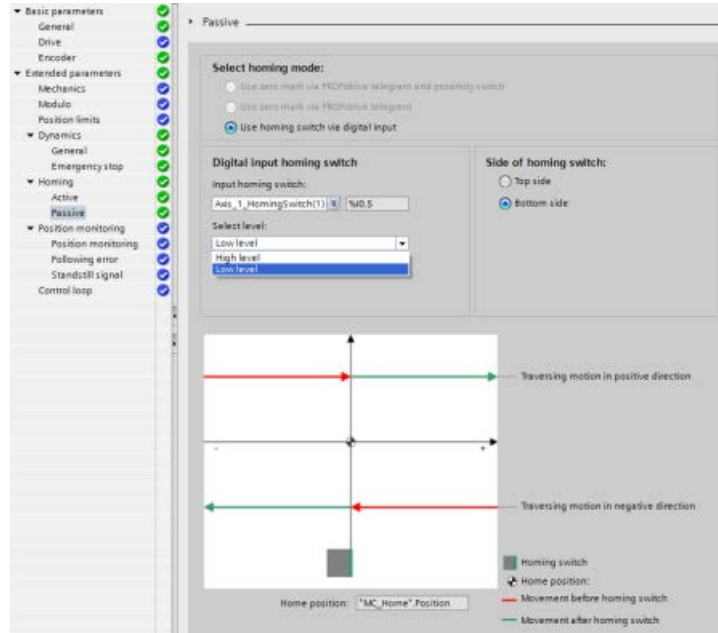 Basic parameters
General
Drive
Encoder
Extended parameters
Mechanics
Modulo
Position limits
Dynamics
General
Emergency stop
Homing
Active
Passive
Position monitoring
Position monitoring
Following error
Standstill signal
Control loop
Passive
Select homing mode:
Use zero mark via PROFIdrive telegram and proximity switch
Use zero mark via PROFIdrive telegram
Use homing switch via digital input
Digital input homing switch
Input homing switch:
Axis_1_HomingSwitch(1) %I0.5
Select level:
Low level
High level
Low level
Side of homing switch:
Top side
Bottom side
Traversing motion in positive direction
- +
Traversing motion in negative direction
Homing switch
Home position:
Movement before homing switch
Movement after homing switch
Home position: "MC_Home".Position